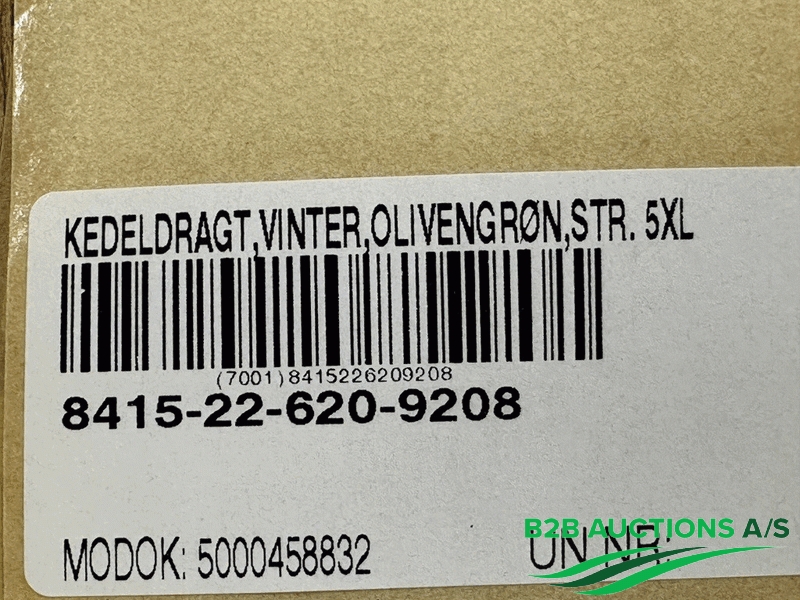 KEDELDRAGT,VINTER,OLIVENGRØN,STR. 5XL
(7001)8415226209208
8415-22-620-9208
MODOK: 5000458832
UN NR:
B2B AUCTIONS A/S